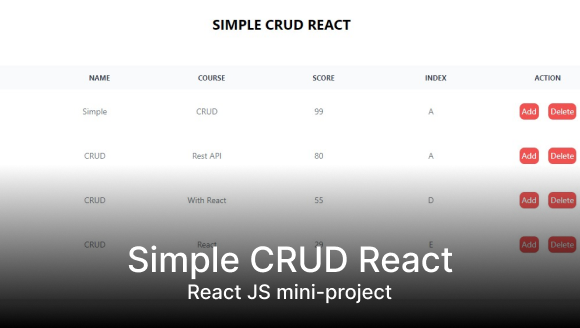 SIMPLE CRUD REACT
NAME COURSE SCORE INDEX ACTION
Simple CRUD 99 A Add Delete
CRUD Rest API 80 A Add Delete
CRUD With React 55 D Add Delete
CRUD React 39 E Add Delete
Simple CRUD React
React JS mini-project